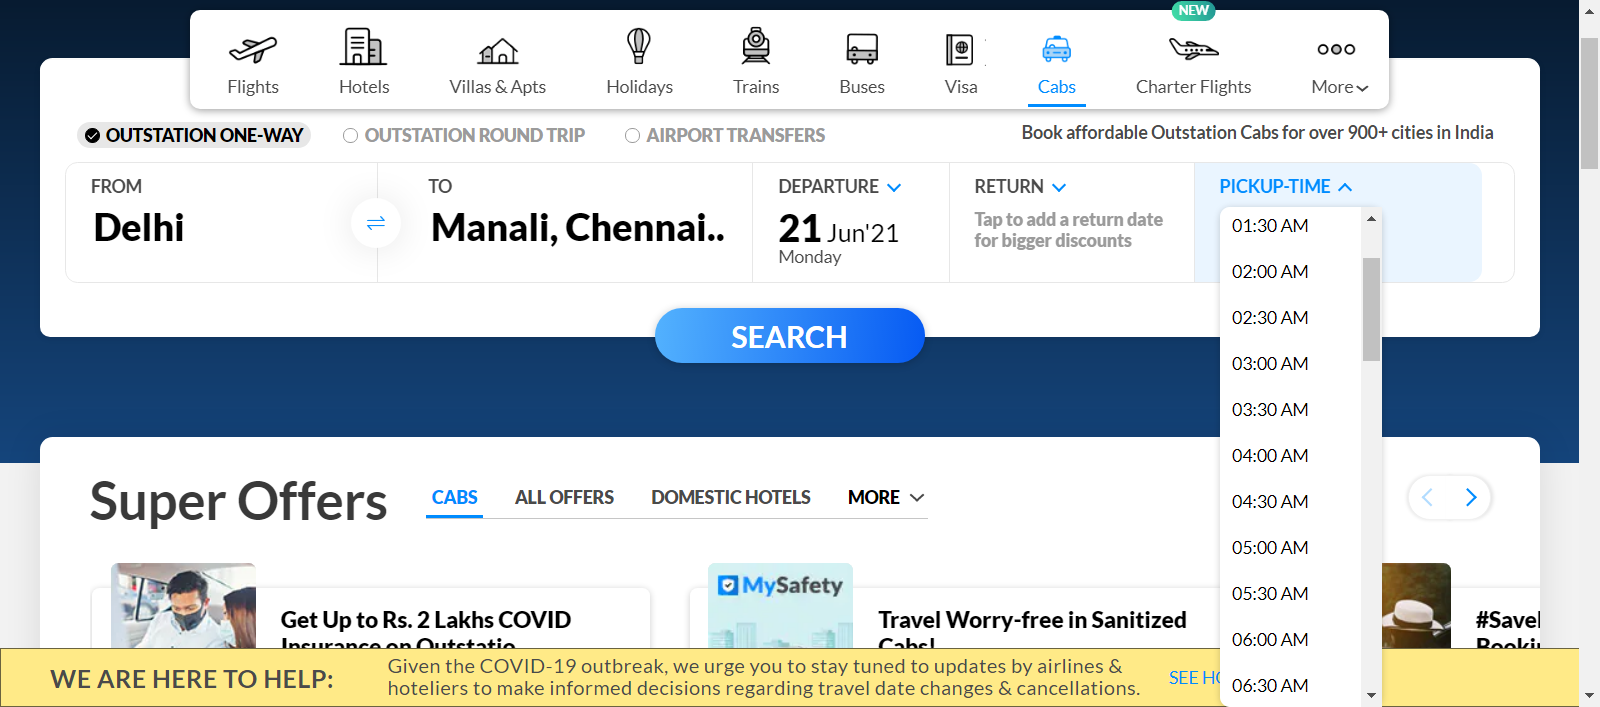 NEW
Flights
Hotels
Villas & Apts
Holidays
Trains
Buses
Visa
Cabs
Charter Flights
More
OUTSTATION ONE-WAY
OUTSTATION ROUND TRIP
AIRPORT TRANSFERS
Book affordable Outstation Cabs for over 900+ cities in India
FROM
Delhi
TO
Manali, Chennai..
DEPARTURE
21 Jun'21
Monday
RETURN
Tap to add a return date
for bigger discounts
PICKUP-TIME
01:30 AM
02:00 AM
02:30 AM
03:00 AM
03:30 AM
04:00 AM
04:30 AM
05:00 AM
05:30 AM
06:00 AM
06:30 AM
SEARCH
Super Offers
CABS
ALL OFFERS
DOMESTIC HOTELS
MORE
Get Up to Rs. 2 Lakhs COVID
Insurance on Outstatio...
MySafety
Travel Worry-free in Sanitized
Cabs!
WE ARE HERE TO HELP:
Given the COVID-19 outbreak, we urge you to stay tuned to updates by airlines &
hoteliers to make informed decisions regarding travel date changes & cancellations.
SEE